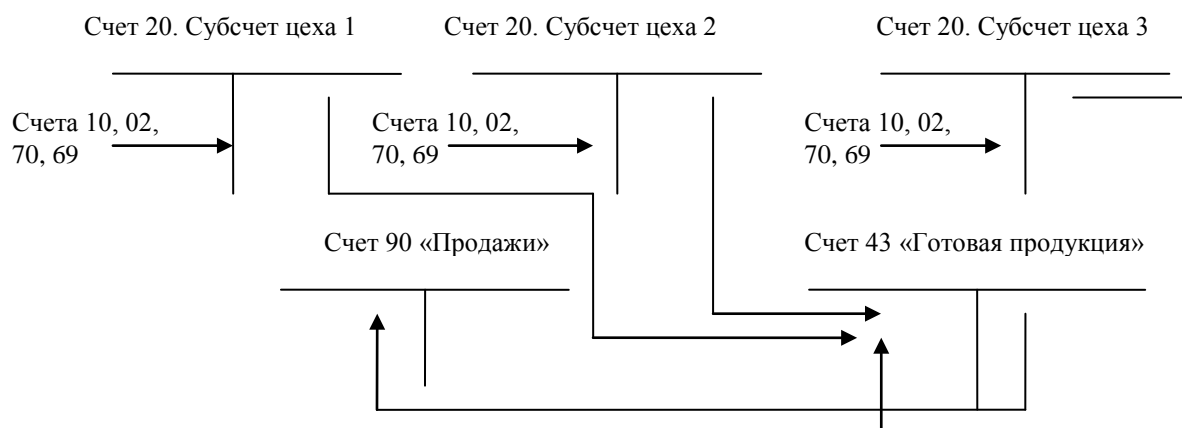 Счет 20. Субсчет цеха 1
Счет 20. Субсчет цеха 2
Счет 20. Субсчет цеха 3
Счета 10, 02,
70, 69
Счета 10, 02,
70, 69
Счета 10, 02,
70, 69
Счет 90 «Продажи»
Счет 43 «Готовая продукция»